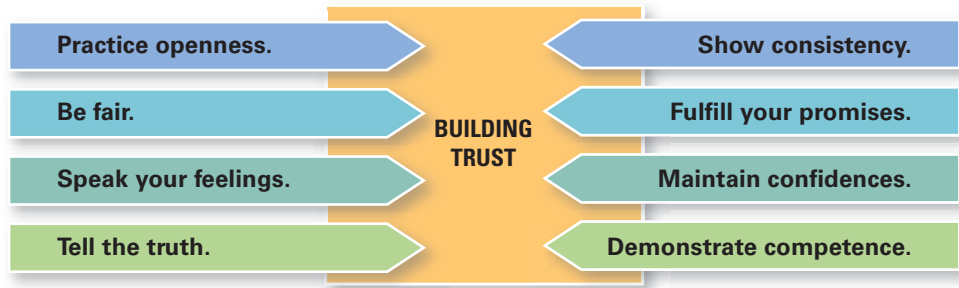 Practice openness.
Show consistency.
Be fair.
Fulfill your promises.
BUILDING
TRUST
Speak your feelings.
Maintain confidences.
Tell the truth.
Demonstrate competence.